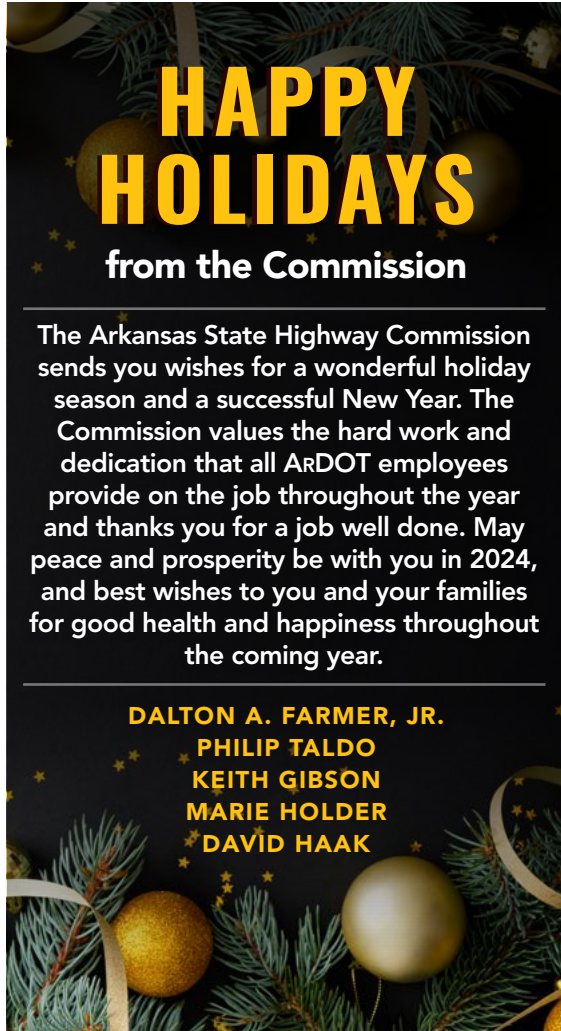 HAPPY
HOLIDAYS
from the Commission
The Arkansas State Highway Commission
sends you wishes for a wonderful holiday
season and a successful New Year. The
Commission values the hard work and
dedication that all ARDOT employees
provide on the job throughout the year
and thanks you for a job well done. May
peace and prosperity be with you in 2024,
and best wishes to you and your families
for good health and happiness throughout
the coming year.
DALTON A. FARMER, JR.
PHILIP TALDO
KEITH GIBSON
MARIE HOLDER
DAVID HAAK